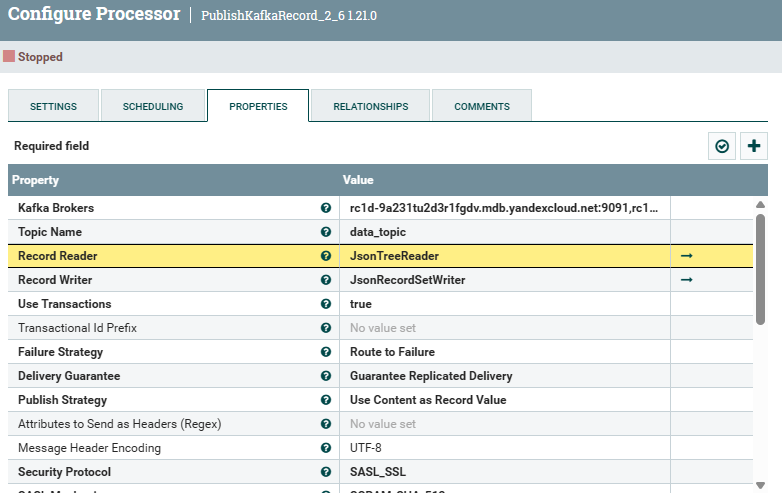 Configure Processor | PublishKafkaRecord_2_6 1.21.0
Stopped
SETTINGS SCHEDULING PROPERTIES RELATIONSHIPS COMMENTS
Required field
Property Value
Kafka Brokers rc1d-9a231tu2d3r1fgdv.mdb.yandexcloud.net:9091,rc1...
Topic Name data_topic
Record Reader JsonTreeReader
Record Writer JsonRecordSetWriter
Use Transactions true
Transactional Id Prefix No value set
Failure Strategy Route to Failure
Delivery Guarantee Guarantee Replicated Delivery
Publish Strategy Use Content as Record Value
Attributes to Send as Headers (Regex) No value set
Message Header Encoding UTF-8
Security Protocol SASL_SSL